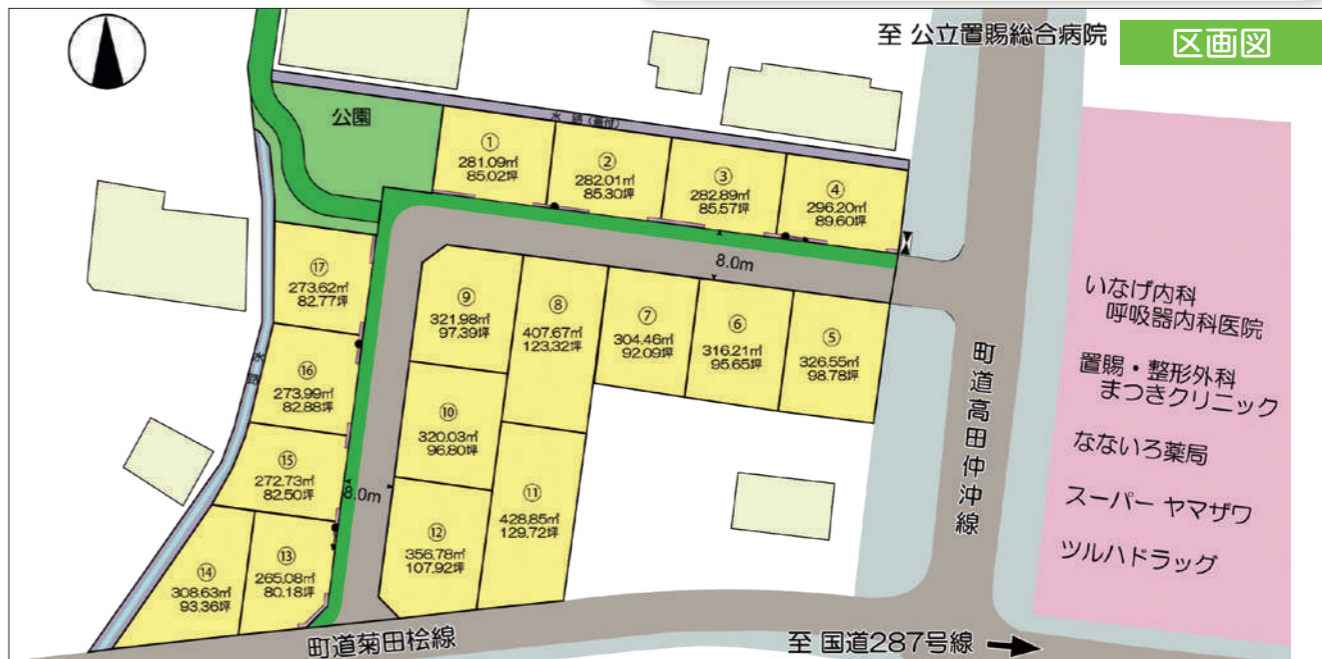 至 公立置賜総合病院
区画図
公園
水 路（蓋付）
①
281.09㎡
85.02坪
②
282.01㎡
85.30坪
③
282.89㎡
85.57坪
④
296.20㎡
89.60坪
8.0m
⑰
273.62㎡
82.77坪
⑨
321.98㎡
97.39坪
⑧
407.67㎡
123.32坪
⑦
304.46㎡
92.09坪
⑥
316.21㎡
95.65坪
⑤
326.55㎡
98.78坪
水 路
⑯
273.99㎡
82.88坪
⑩
320.03㎡
96.80坪
⑮
272.73㎡
82.50坪
8.0m
⑪
428.85㎡
129.72坪
⑫
356.78㎡
107.92坪
⑭
308.63㎡
93.36坪
⑬
265.08㎡
80.18坪
町道高田仲沖線
いなげ内科
呼吸器内科医院
置賜・整形外科
まつきクリニック
なないろ薬局
スーパー ヤマザワ
ツルハドラッグ
町道菊田桧線
至 国道287号線